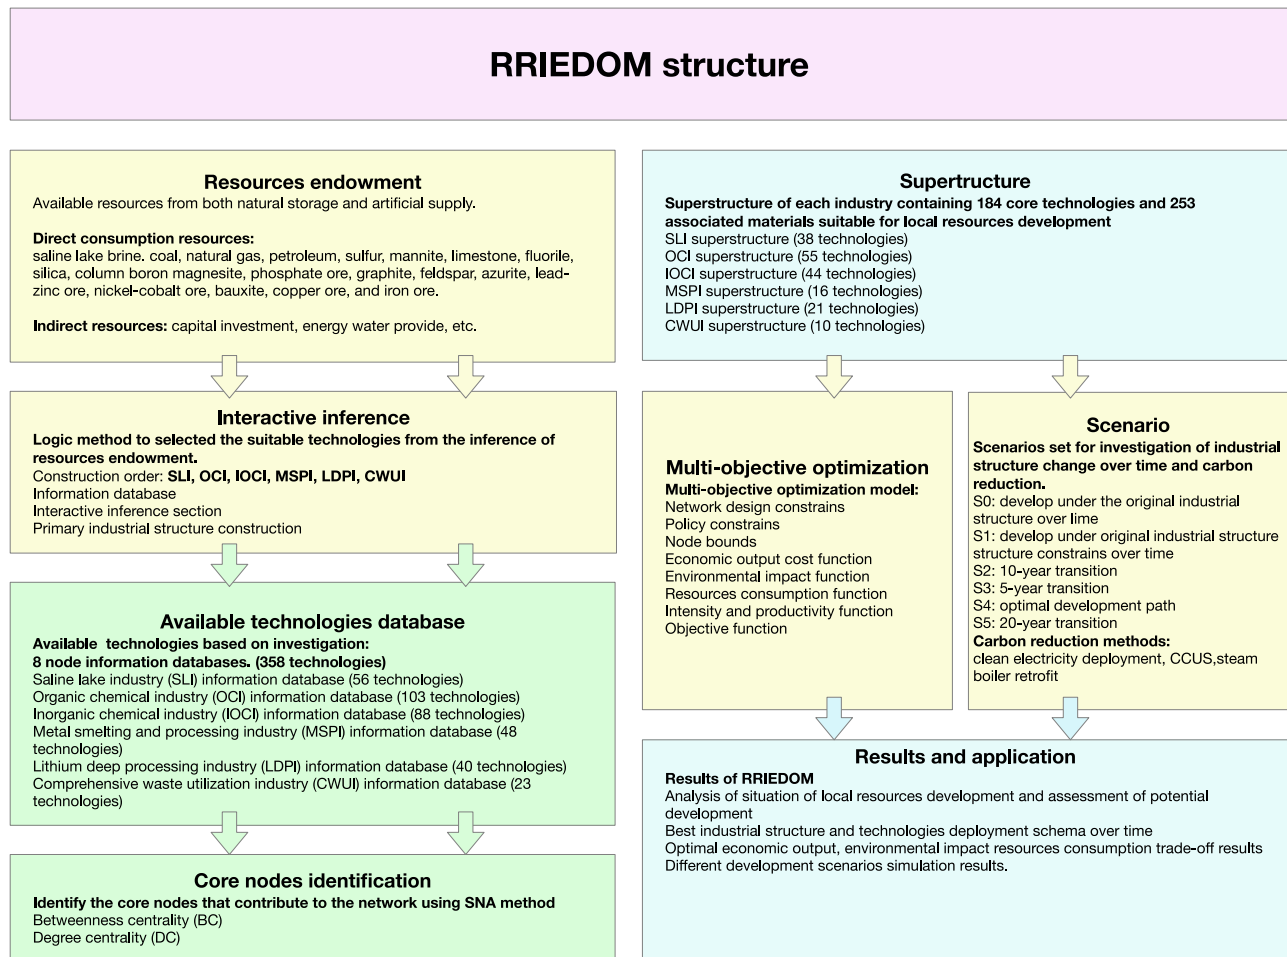 RRIEDOM structure
Resources endowment
Available resources from both natural storage and artificial supply.
Direct consumption resources:
saline lake brine. coal, natural gas, petroleum, sulfur, mannite, limestone, fluorile,
silica, column boron magnesite, phosphate ore, graphite, feldspar, azurite, lead-
zinc ore, nickel-cobalt ore, bauxite, copper ore, and iron ore.
Indirect resources: capital investment, energy water provide, etc.
Interactive inference
Logic method to selected the suitable technologies from the inference of
resources endowment.
Construction order: SLI, OCI, IOCI, MSPI, LDPI, CWUI
Information database
Interactive inference section
Primary industrial structure construction
Available technologies database
Available technologies based on investigation:
8 node information databases. (358 technologies)
Saline lake industry (SLI) information database (56 technologies)
Organic chemical industry (OCI) information database (103 technologies)
Inorganic chemical industry (IOCI) information database (88 technologies)
Metal smelting and processing industry (MSPI) information database (48
technologies)
Lithium deep processing industry (LDPI) information database (40 technologies)
Comprehensive waste utilization industry (CWUI) information database (23
technologies)
Core nodes identification
Identify the core nodes that contribute to the network using SNA method
Betweenness centrality (BC)
Degree centrality (DC)
Supertructure
Superstructure of each industry containing 184 core technologies and 253
associated materials suitable for local resources development
SLI superstructure (38 technologies)
OCI superstructure (55 technologies)
IOCI superstructure (44 technologies)
MSPI superstructure (16 technologies)
LDPI superstructure (21 technologies)
CWUI superstructure (10 technologies)
Multi-objective optimization
Multi-objective optimization model:
Network design constrains
Policy constrains
Node bounds
Economic output cost function
Environmental impact function
Resources consumption function
Intensity and productivity function
Objective function
Scenario
Scenarios set for investigation of industrial
structure change over time and carbon
reduction.
S0: develop under the original industrial
structure over lime
S1: develop under original industrial structure
structure constrains over time
S2: 10-year transition
S3: 5-year transition
S4: optimal development path
S5: 20-year transition
Carbon reduction methods:
clean electricity deployment, CCUS,steam
boiler retrofit
Results and application
Results of RRIEDOM
Analysis of situation of local resources development and assessment of potential
development
Best industrial structure and technologies deployment schema over time
Optimal economic output, environmental impact resources consumption trade-off results
Different development scenarios simulation results.